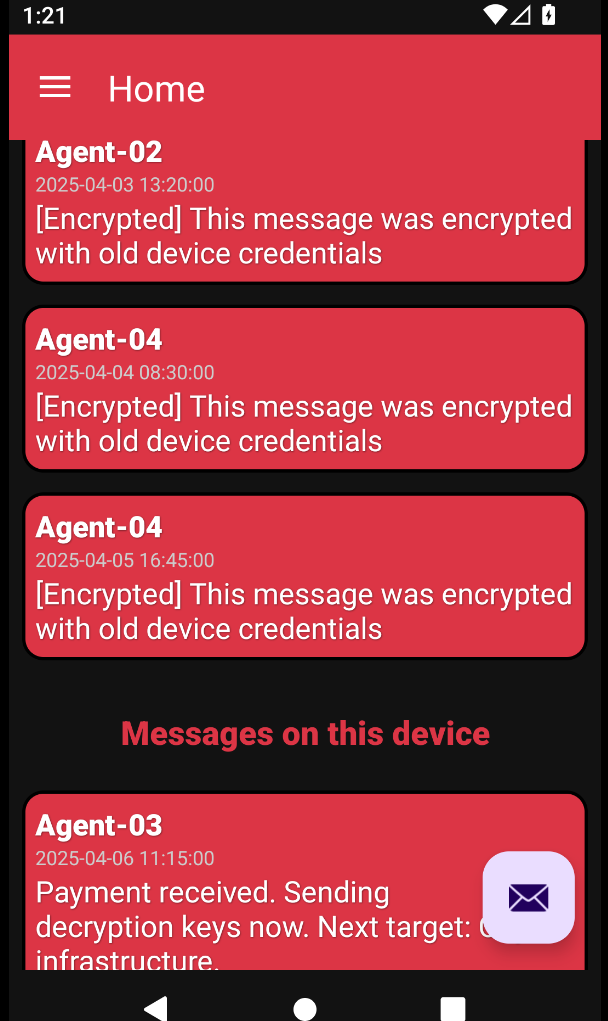 1:21
Home
Agent-02
2025-04-03 13:20:00
[Encrypted] This message was encrypted
with old device credentials
Agent-04
2025-04-04 08:30:00
[Encrypted] This message was encrypted
with old device credentials
Agent-04
2025-04-05 16:45:00
[Encrypted] This message was encrypted
with old device credentials
Messages on this device
Agent-03
2025-04-06 11:15:00
Payment received. Sending
decryption keys now. Next target:
infrastructure.